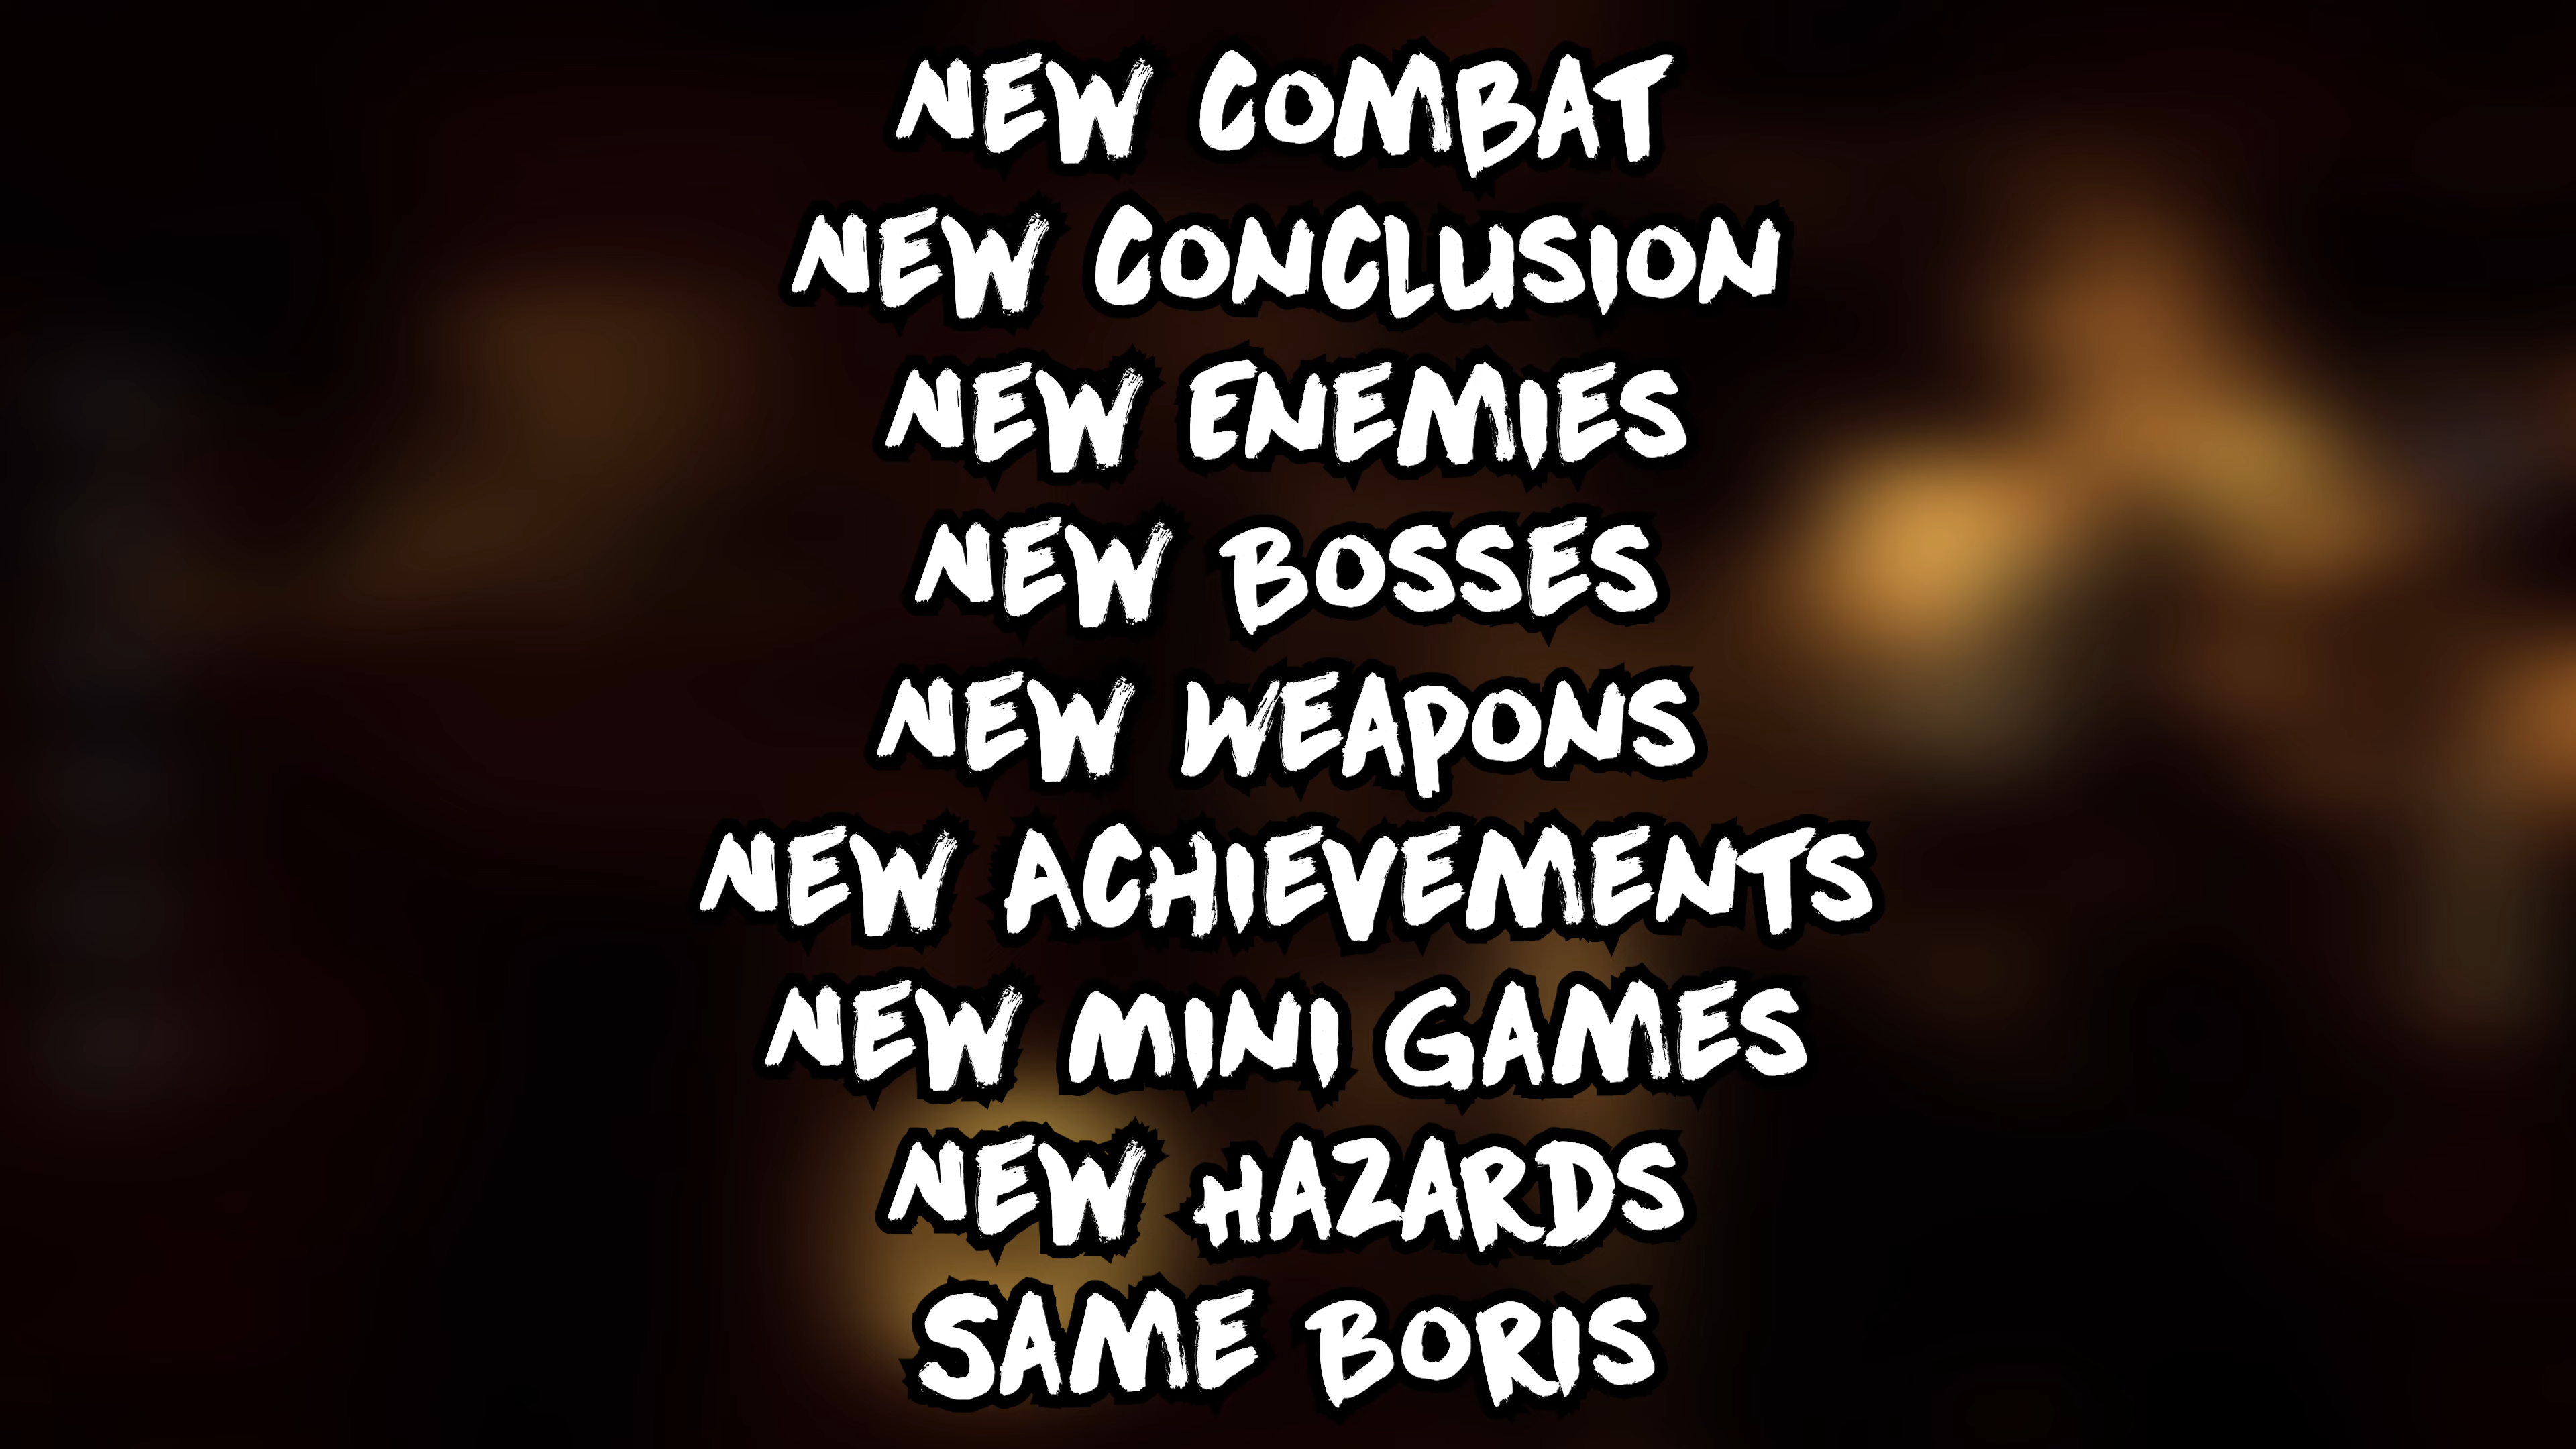 NEW COMBAT
NEW CONCLUSION
NEW ENEMIES
NEW BOSSES
NEW WEAPONS
NEW ACHIEVEMENTS
NEW MINI GAMES
NEW HAZARDS
SAME BORIS